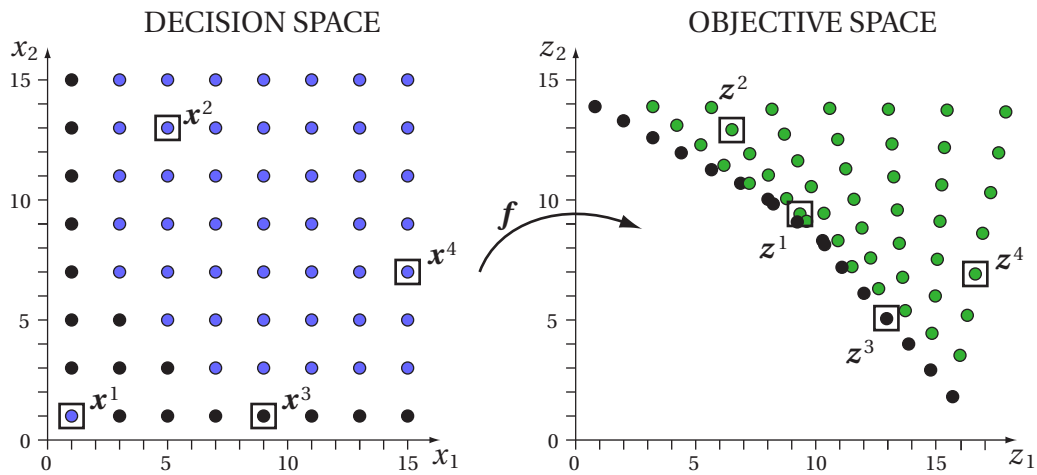 DECISION SPACE
x₂
15
10
5
0
0
5
10
15
x₁
x²
x⁴
x¹
x³
f
OBJECTIVE SPACE
z₂
15
10
5
0
0
5
10
15
z₁
z²
z¹
z⁴
z³